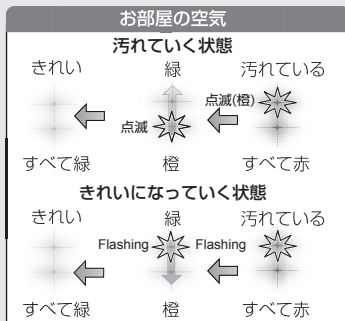 お部屋の空気
汚れていく状態
きれい 緑 汚れている
点滅(橙)
点滅
すべて緑 橙 すべて赤
きれいになっていく状態
きれい 緑 汚れている
Flashing Flashing
すべて緑 橙 すべて赤